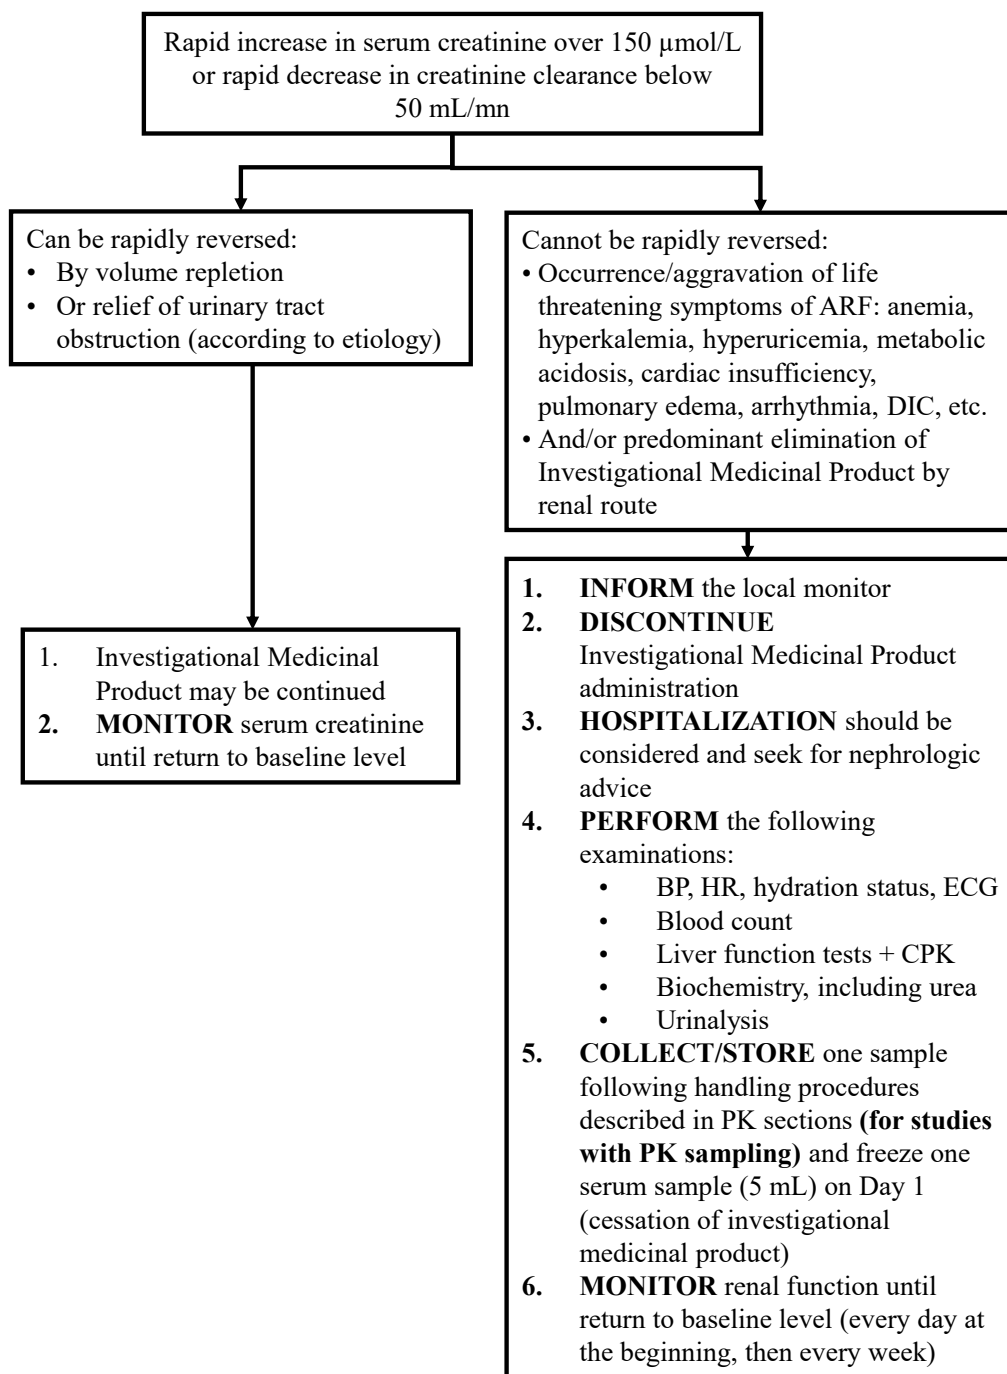 Rapid increase in serum creatinine over 150 µmol/L
or rapid decrease in creatinine clearance below
50 mL/mn
Can be rapidly reversed:
• By volume repletion
• Or relief of urinary tract
obstruction (according to etiology)
1. Investigational Medicinal
Product may be continued
2. MONITOR serum creatinine
until return to baseline level
Cannot be rapidly reversed:
• Occurrence/aggravation of life
threatening symptoms of ARF: anemia,
hyperkalemia, hyperuricemia, metabolic
acidosis, cardiac insufficiency,
pulmonary edema, arrhythmia, DIC, etc.
• And/or predominant elimination of
Investigational Medicinal Product by
renal route
1. INFORM the local monitor
2. DISCONTINUE
Investigational Medicinal Product
administration
3. HOSPITALIZATION should be
considered and seek for nephrologic
advice
4. PERFORM the following
examinations:
• BP, HR, hydration status, ECG
• Blood count
• Liver function tests + CPK
• Biochemistry, including urea
• Urinalysis
5. COLLECT/STORE one sample
following handling procedures
described in PK sections (for studies
with PK sampling) and freeze one
serum sample (5 mL) on Day 1
(cessation of investigational
medicinal product)
6. MONITOR renal function until
return to baseline level (every day at
the beginning, then every week)